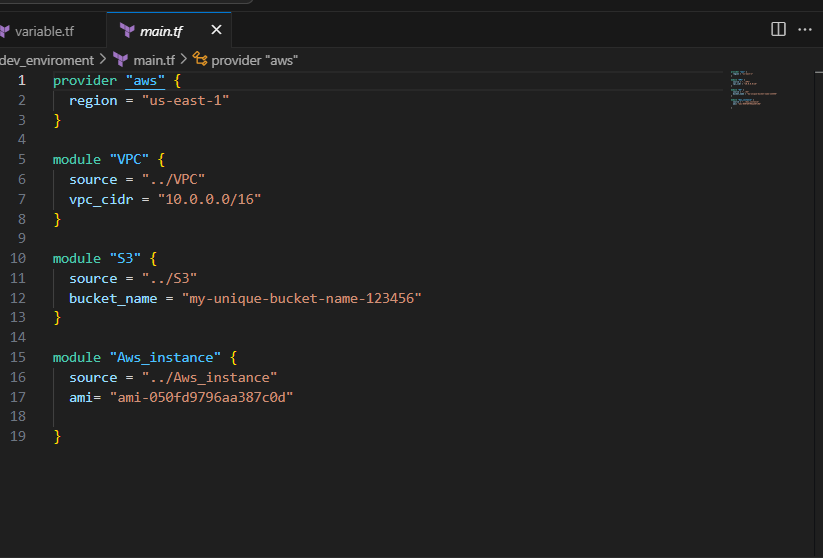 variable.tf main.tf
dev_enviroment > main.tf > provider "aws"
1 provider "aws" {
2 region = "us-east-1"
3 }
4
5 module "VPC" {
6 source = "../VPC"
7 vpc_cidr = "10.0.0.0/16"
8 }
9
10 module "S3" {
11 source = "../S3"
12 bucket_name = "my-unique-bucket-name-123456"
13 }
14
15 module "Aws_instance" {
16 source = "../Aws_instance"
17 ami= "ami-050fd9796aa387c0d"
18
19 }